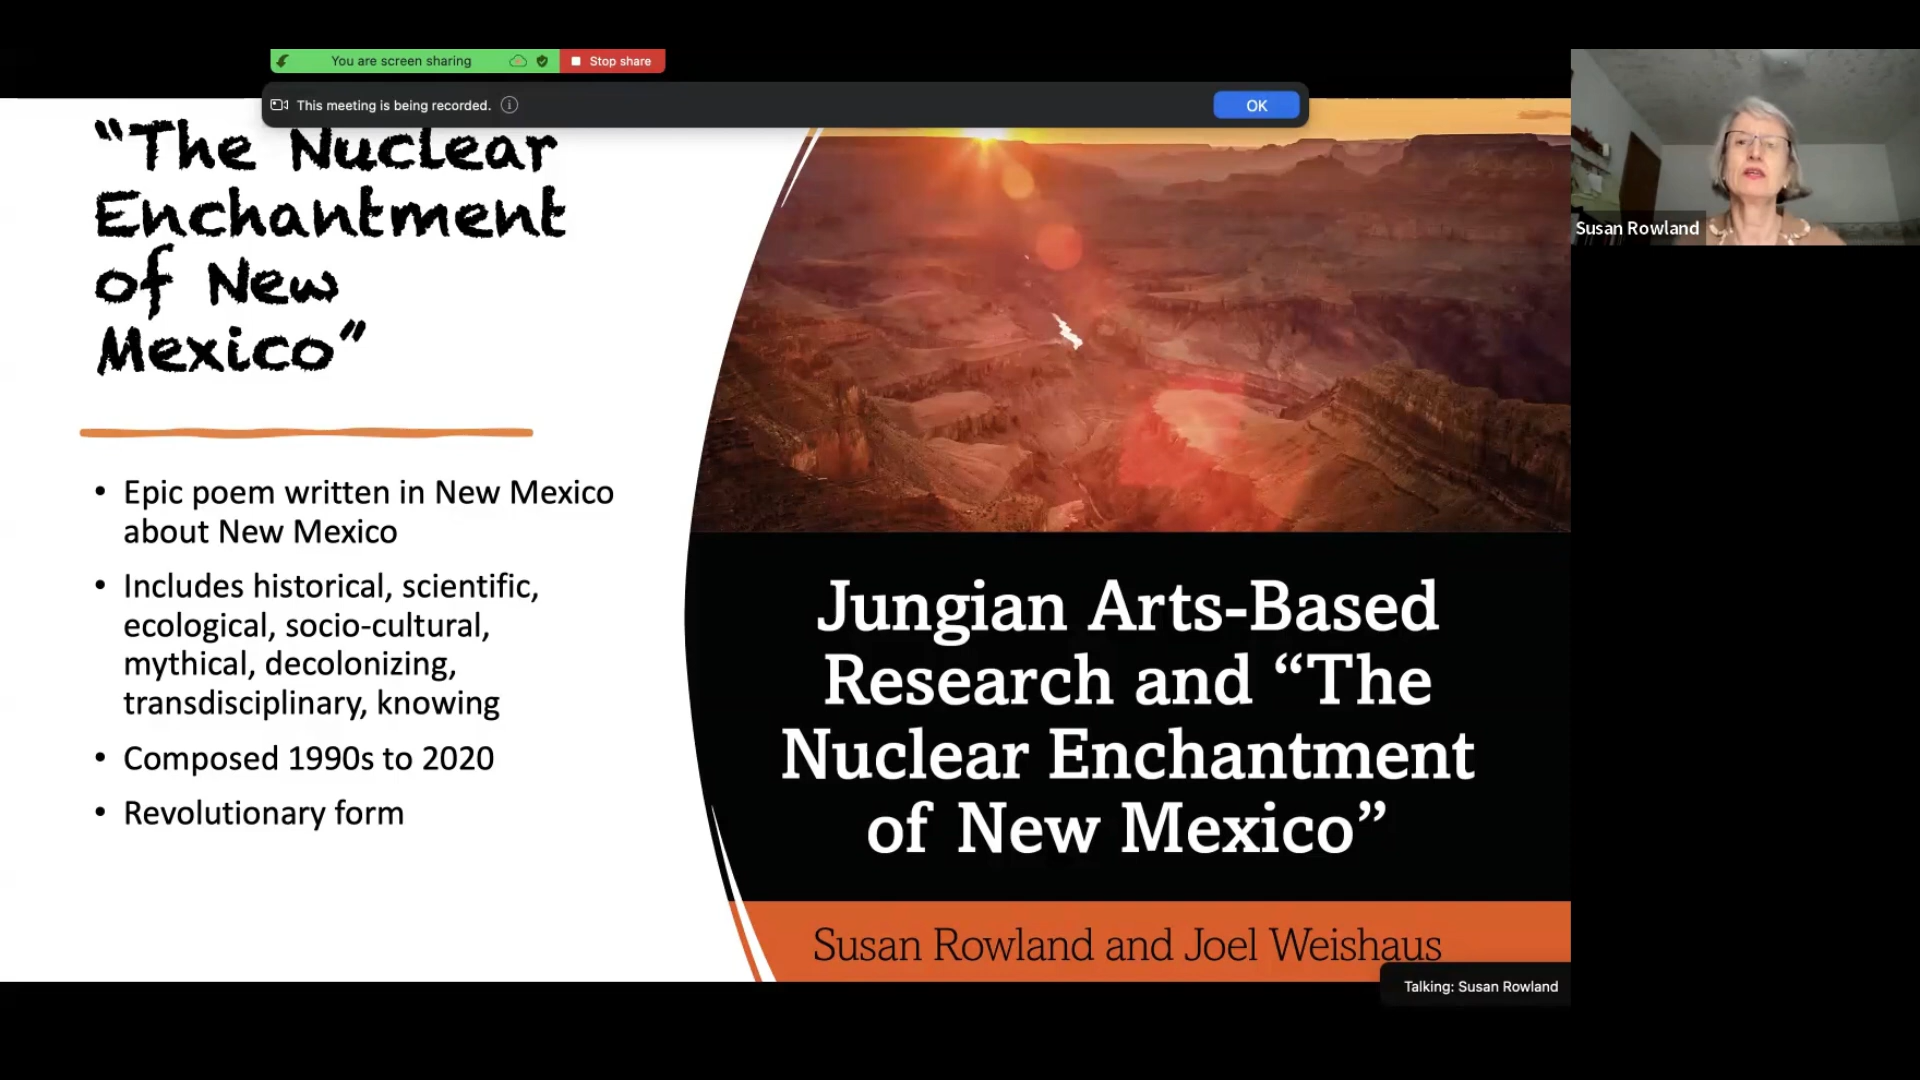 You are screen sharing
Stop share
This meeting is being recorded.
OK
“The Nuclear
Enchantment
of New
Mexico”
• Epic poem written in New Mexico
about New Mexico
• Includes historical, scientific,
ecological, socio-cultural,
mythical, decolonizing,
transdisciplinary, knowing
• Composed 1990s to 2020
• Revolutionary form
Jungian Arts-Based
Research and “The
Nuclear Enchantment
of New Mexico”
Susan Rowland and Joel Weishaus
Talking: Susan Rowland
Susan Rowland